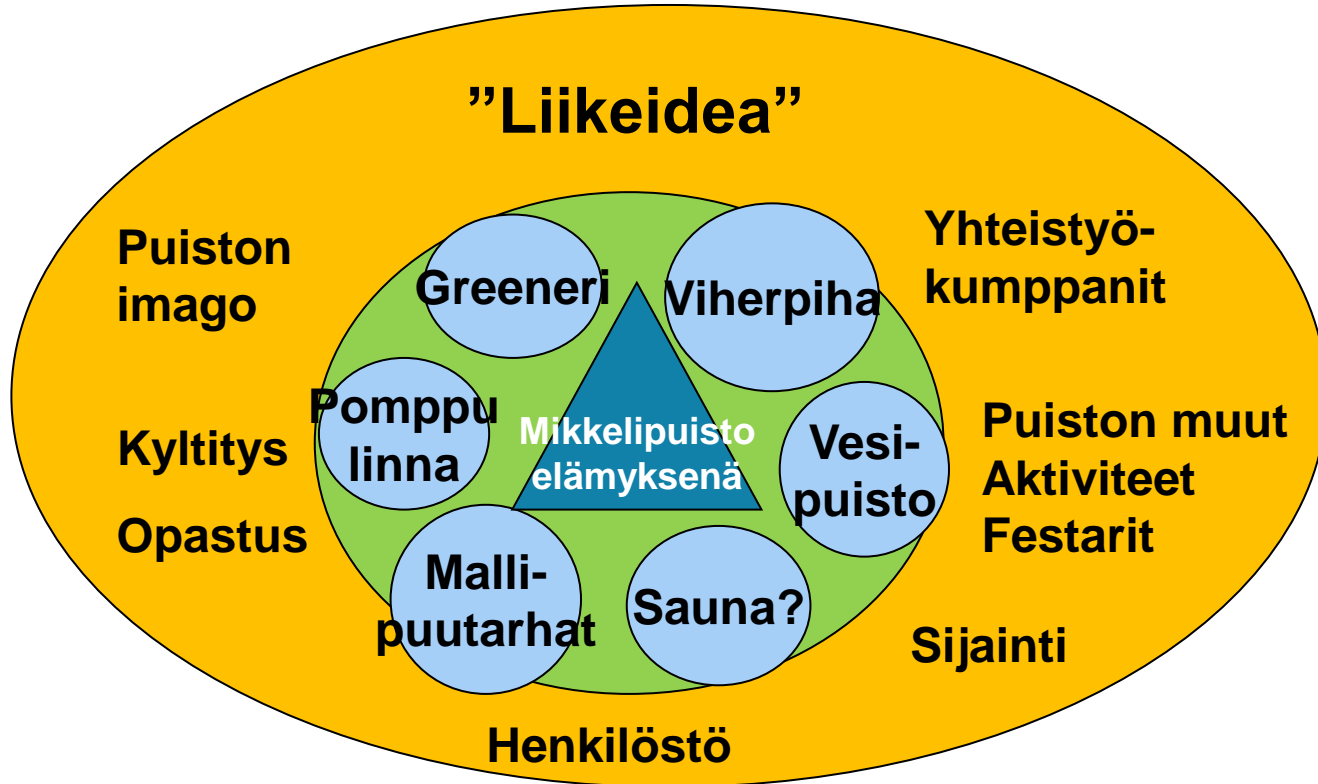 ”Liikeidea”
Puiston
imago
Yhteistyö-
kumppanit
Greeneri
Viherpiha
Pomppu
linna
Mikkelipuisto
elämyksenä
Vesi-
puisto
Kyltitys
Opastus
Puiston muut
Aktiviteet
Festarit
Malli-
puutarhat
Sauna?
Sijainti
Henkilöstö